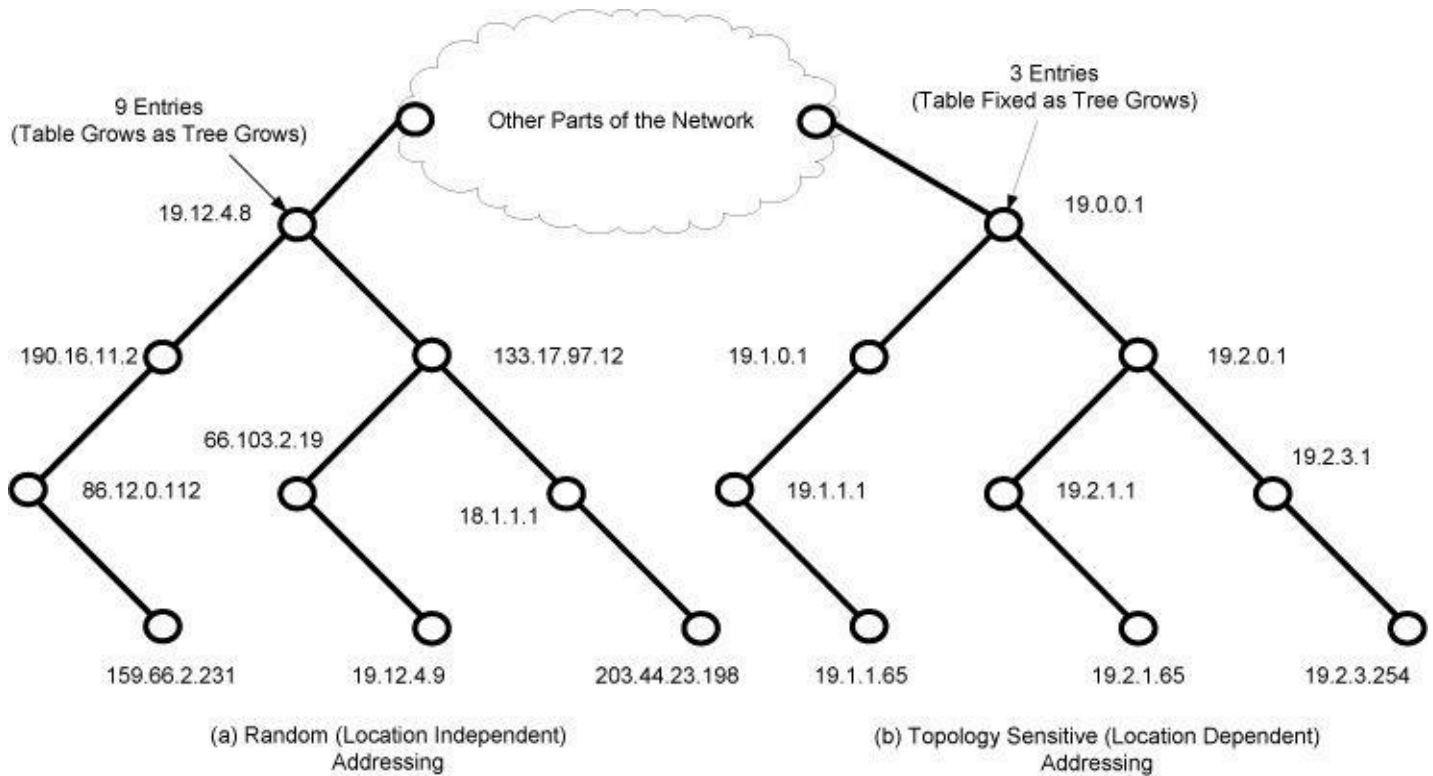 9 Entries
(Table Grows as Tree Grows)
Other Parts of the Network
3 Entries
(Table Fixed as Tree Grows)
19.12.4.8
19.0.0.1
190.16.11.2
133.17.97.12
19.1.0.1
19.2.0.1
66.103.2.19
19.2.3.1
86.12.0.112
18.1.1.1
19.1.1.1
19.2.1.1
159.66.2.231
19.12.4.9
203.44.23.198
19.1.1.65
19.2.1.65
19.2.3.254
(a) Random (Location Independent)
Addressing
(b) Topology Sensitive (Location Dependent)
Addressing